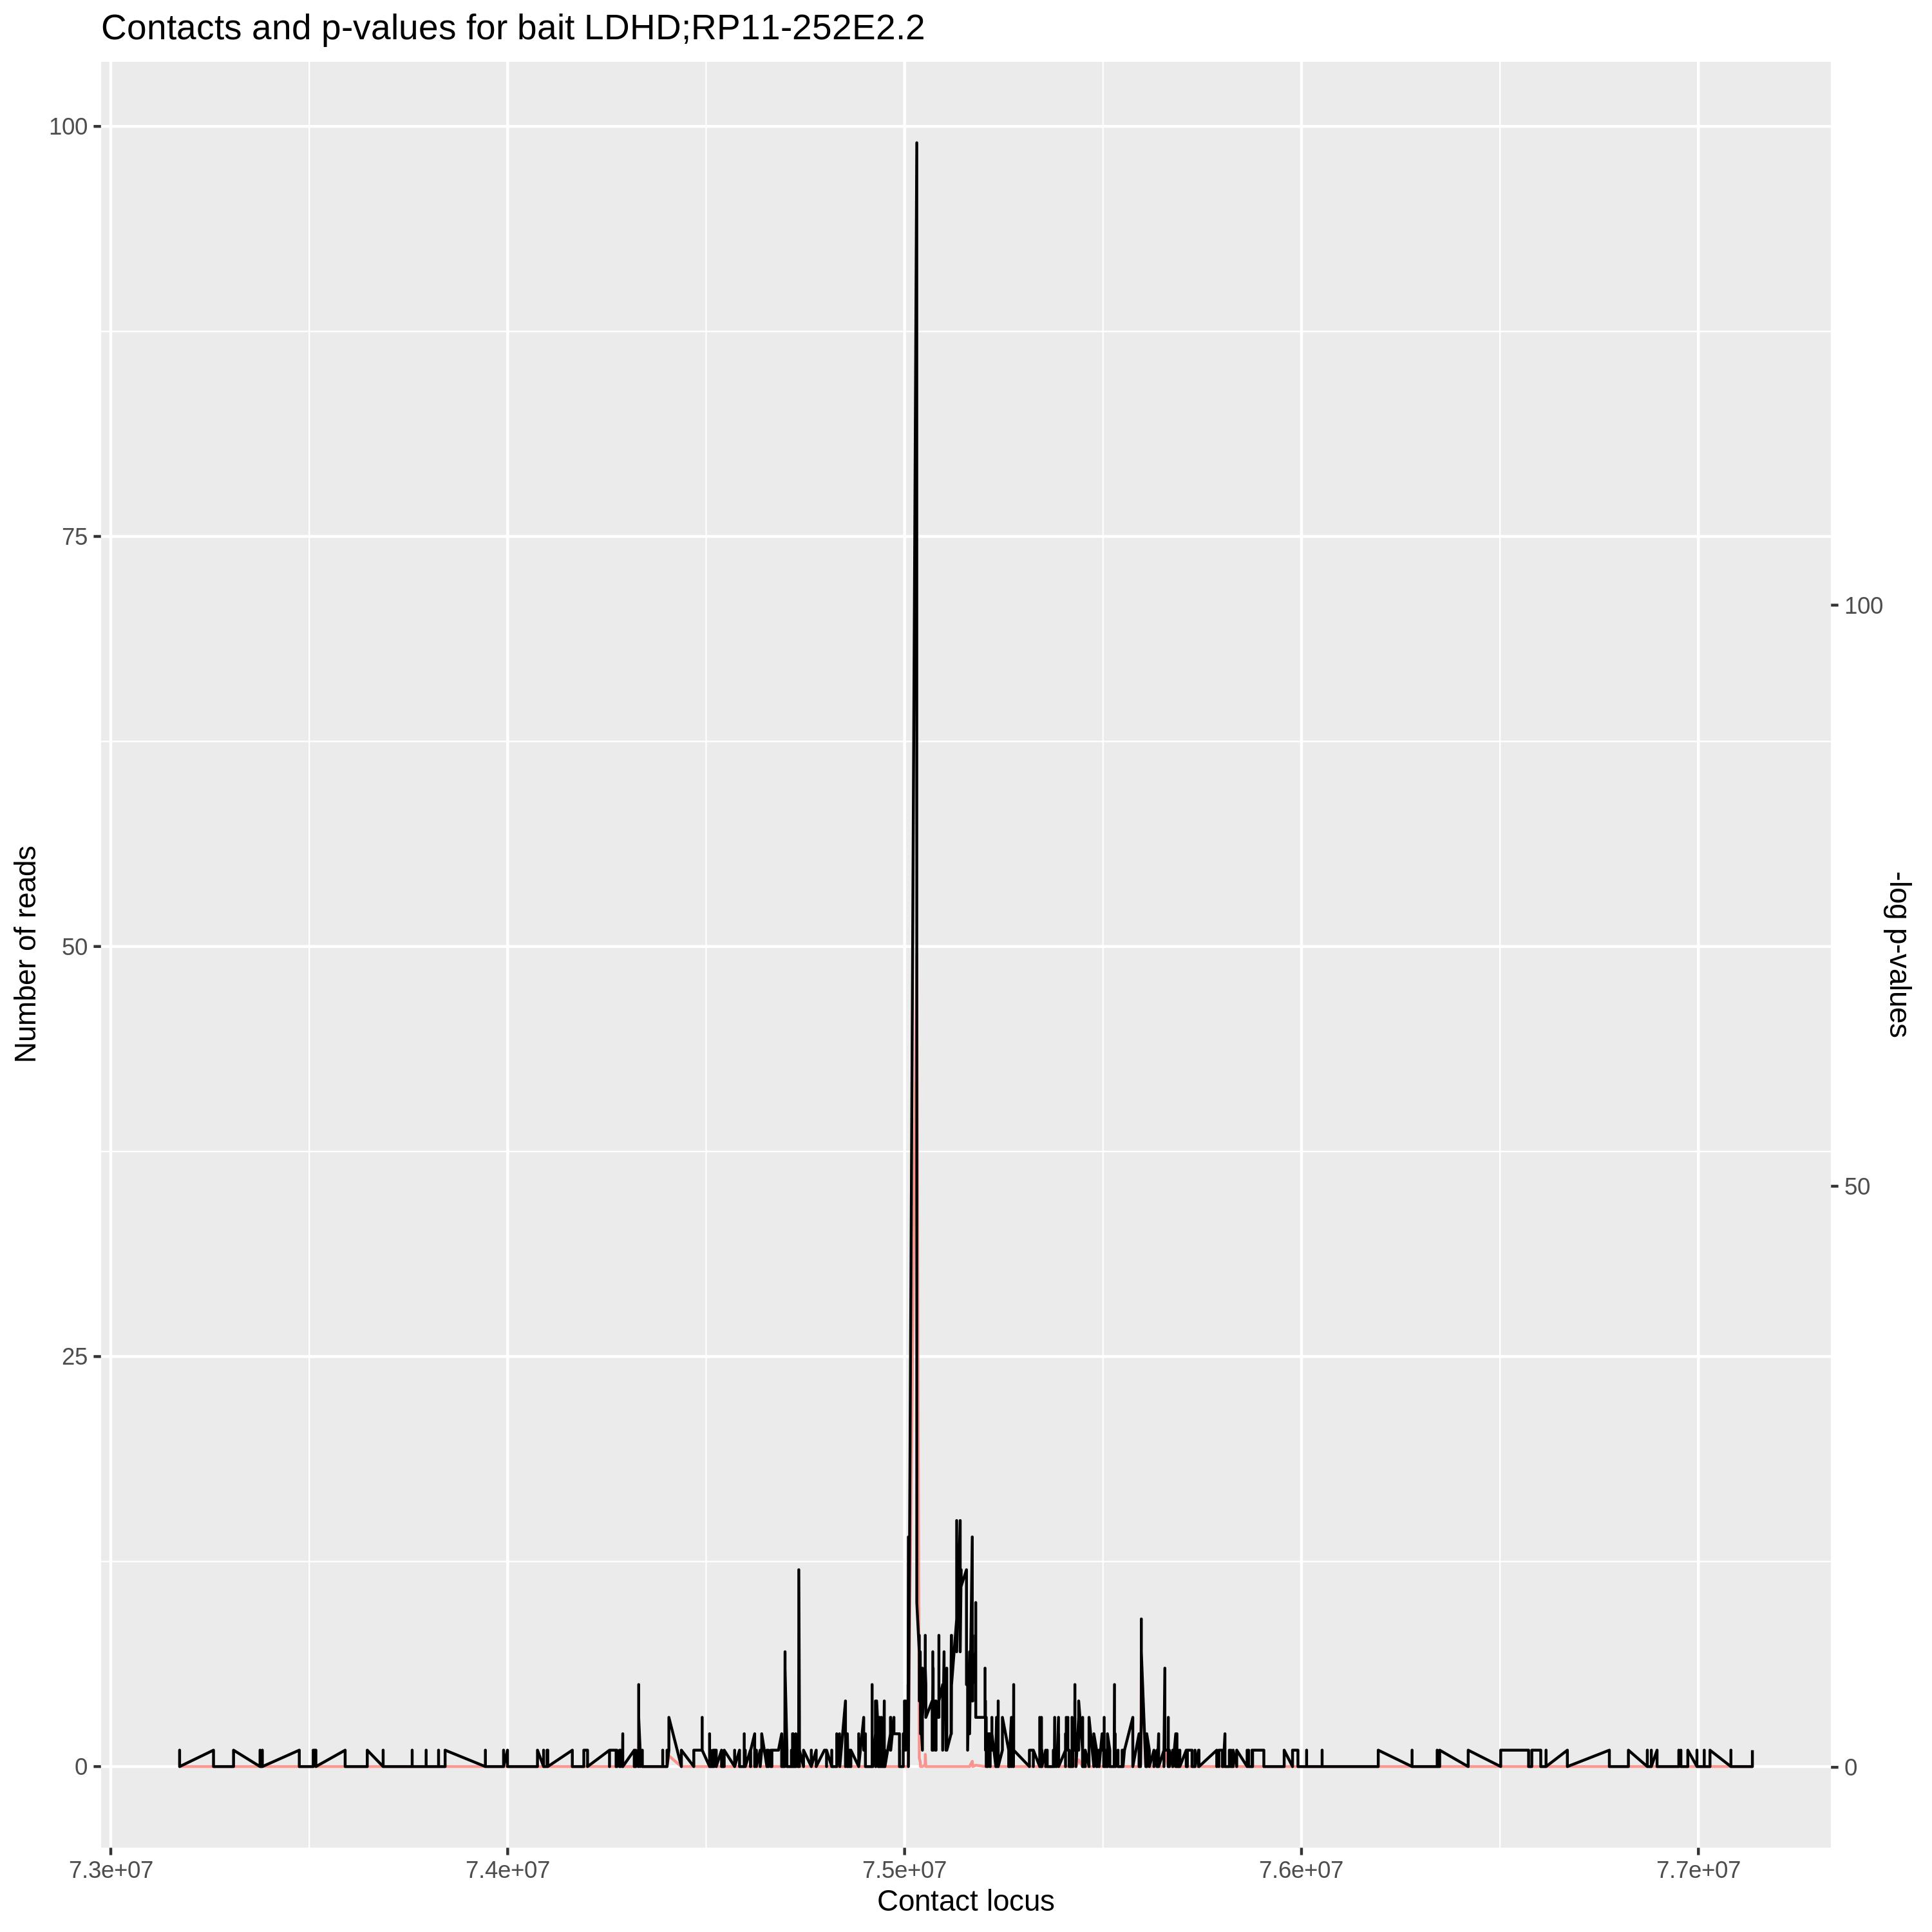 Contacts and p-values for bait LDHD;RP11-252E2.2
100
75
50
25
0
Number of reads
100
50
0
-log p-values
7.3e+07 7.4e+07 7.5e+07 7.6e+07 7.7e+07
Contact locus